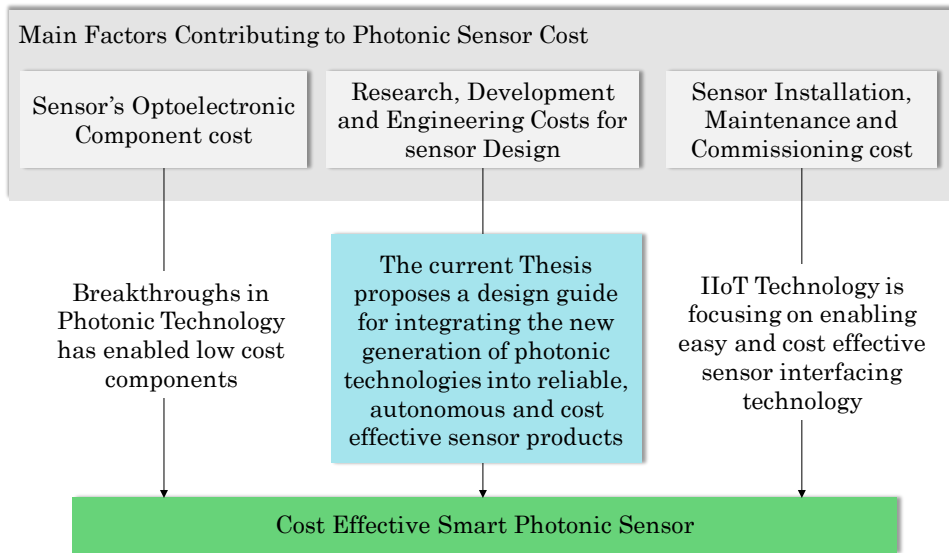 Main Factors Contributing to Photonic Sensor Cost
Sensor's Optoelectronic
Component cost
Research, Development
and Engineering Costs for
sensor Design
Sensor Installation,
Maintenance and
Commissioning cost
Breakthroughs in
Photonic Technology
has enabled low cost
components
The current Thesis
proposes a design guide
for integrating the new
generation of photonic
technologies into reliable,
autonomous and cost
effective sensor products
IIoT Technology is
focusing on enabling
easy and cost effective
sensor interfacing
technology
Cost Effective Smart Photonic Sensor